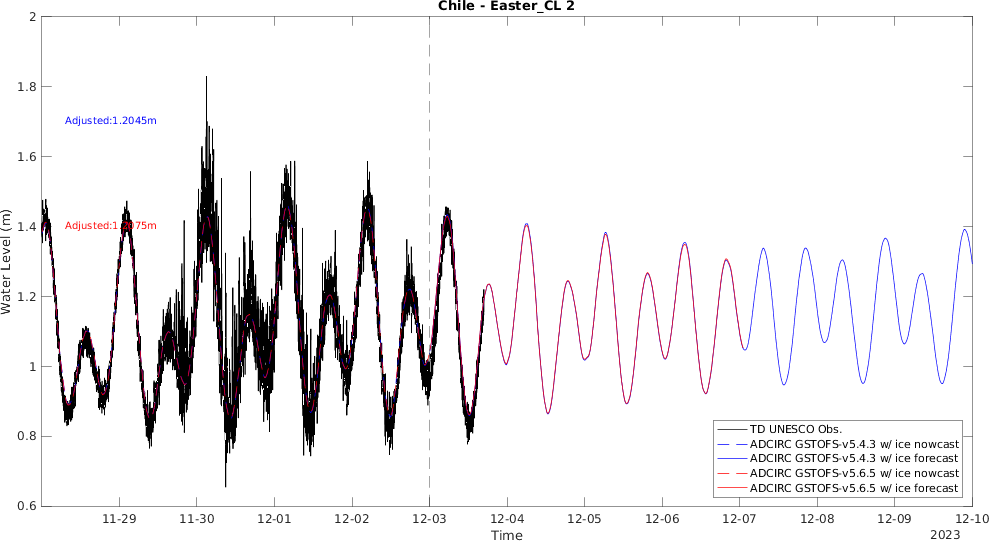 Chile - Easter_CL 2
2
1.8
Adjusted:1.2045m
1.6
1.4
1.2
1
0.8
0.6
Water Level (m)
TD UNESCO Obs.
ADCIRC GSTOFS-v5.4.3 w/ ice nowcast
ADCIRC GSTOFS-v5.4.3 w/ ice forecast
ADCIRC GSTOFS-v5.6.5 w/ ice nowcast
ADCIRC GSTOFS-v5.6.5 w/ ice forecast
11-29 11-30 12-01 12-02 12-03 12-04 12-05 12-06 12-07 12-08 12-09 12-10
Time
2023